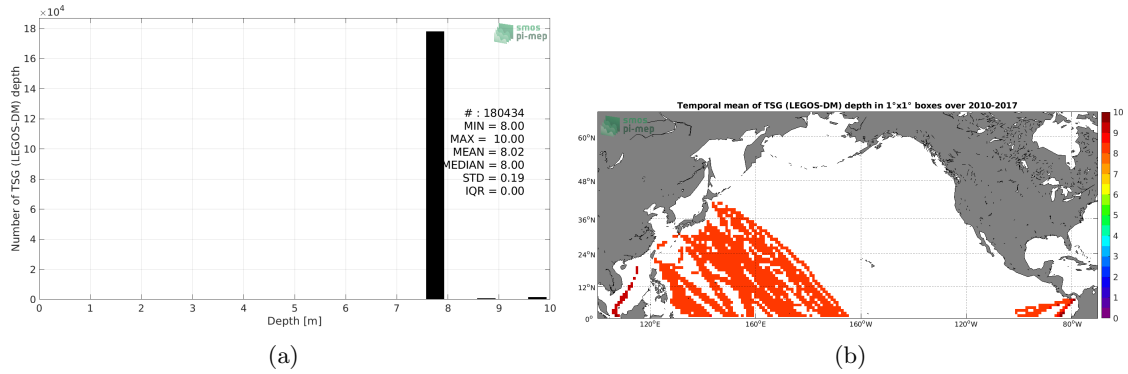 ×10⁴
18
16
14
12
10
8
6
4
2
0
Number of TSG (LEGOS-DM) depth
smos
pi-mep
# : 180434
MIN = 8.00
MAX = 10.00
MEAN = 8.02
MEDIAN = 8.00
STD = 0.19
IQR = 0.00
0 1 2 3 4 5 6 7 8 9 10
Depth [m]
(a)
Temporal mean of TSG (LEGOS-DM) depth in 1°x1° boxes over 2010-2017
smos
pi-mep
60°N
48°N
36°N
24°N
12°N
0°
120°E 160°E 160°W 120°W 80°W
10
9
8
7
6
5
4
3
2
1
0
(b)